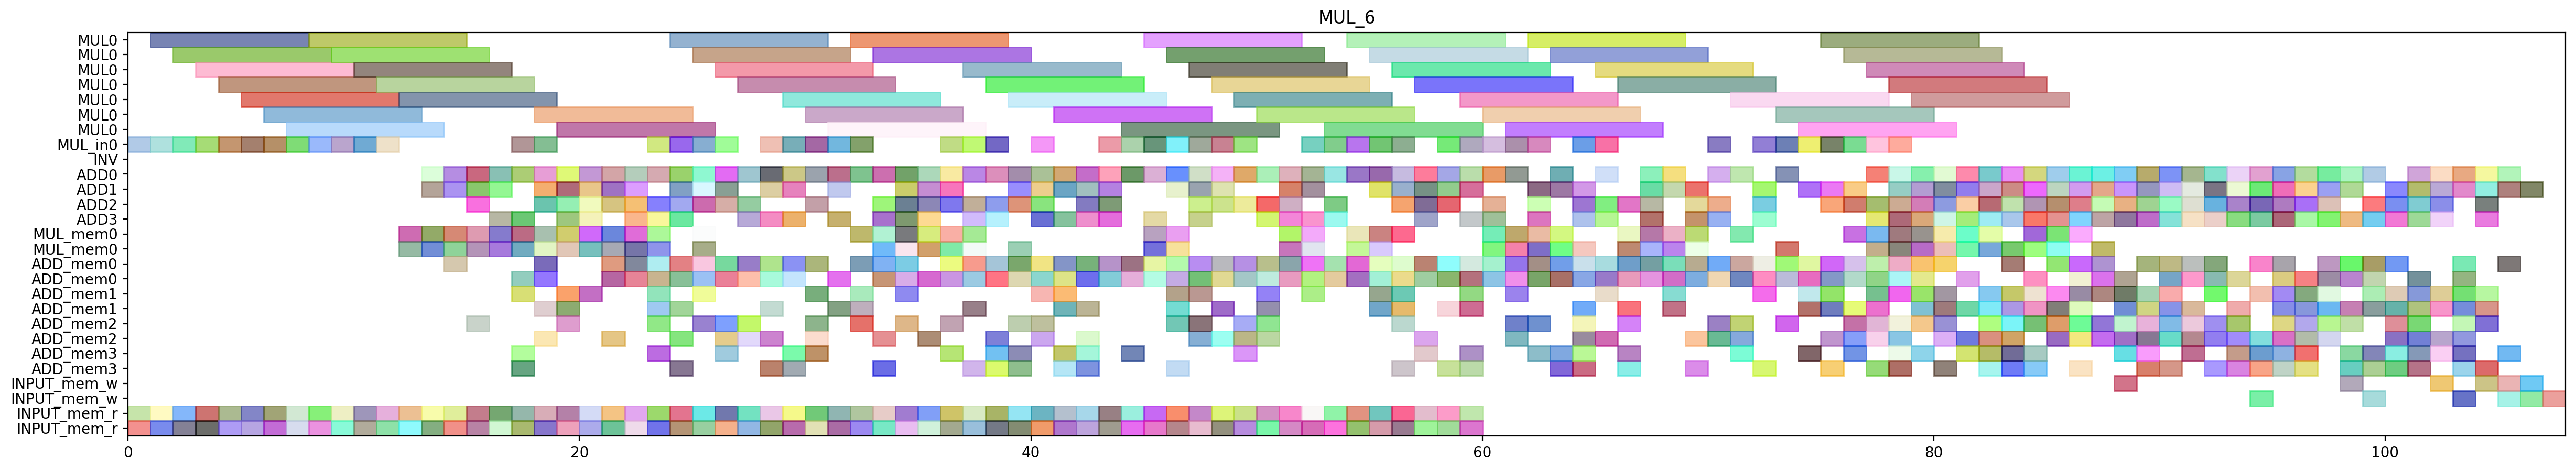 MUL_6
MUL0
MUL0
MUL0
MUL0
MUL0
MUL0
MUL0
MUL_in0
INV
ADD0
ADD1
ADD2
ADD3
MUL_mem0
MUL_mem0
ADD_mem0
ADD_mem0
ADD_mem1
ADD_mem1
ADD_mem2
ADD_mem2
ADD_mem3
ADD_mem3
INPUT_mem_w
INPUT_mem_w
INPUT_mem_r
INPUT_mem_r
0 20 40 60 80 100